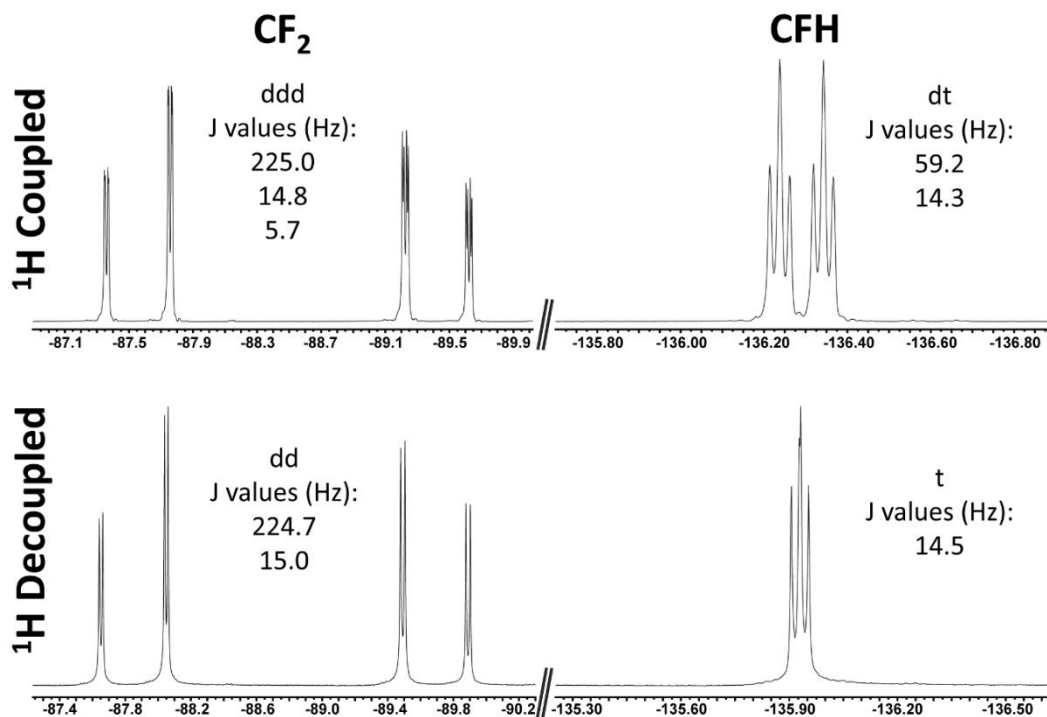 CF₂
CFH
¹H Coupled
ddd
J values (Hz):
225.0
14.8
5.7
dt
J values (Hz):
59.2
14.3
-87.1 -87.5 -87.9 -88.3 -88.7 -89.1 -89.5 -89.9
-135.80 -136.00 -136.20 -136.40 -136.60 -136.80
¹H Decoupled
dd
J values (Hz):
224.7
15.0
t
J values (Hz):
14.5
-87.4 -87.8 -88.2 -88.6 -89.0 -89.4 -89.8 -90.2
-135.30 -135.60 -135.90 -136.20 -136.50